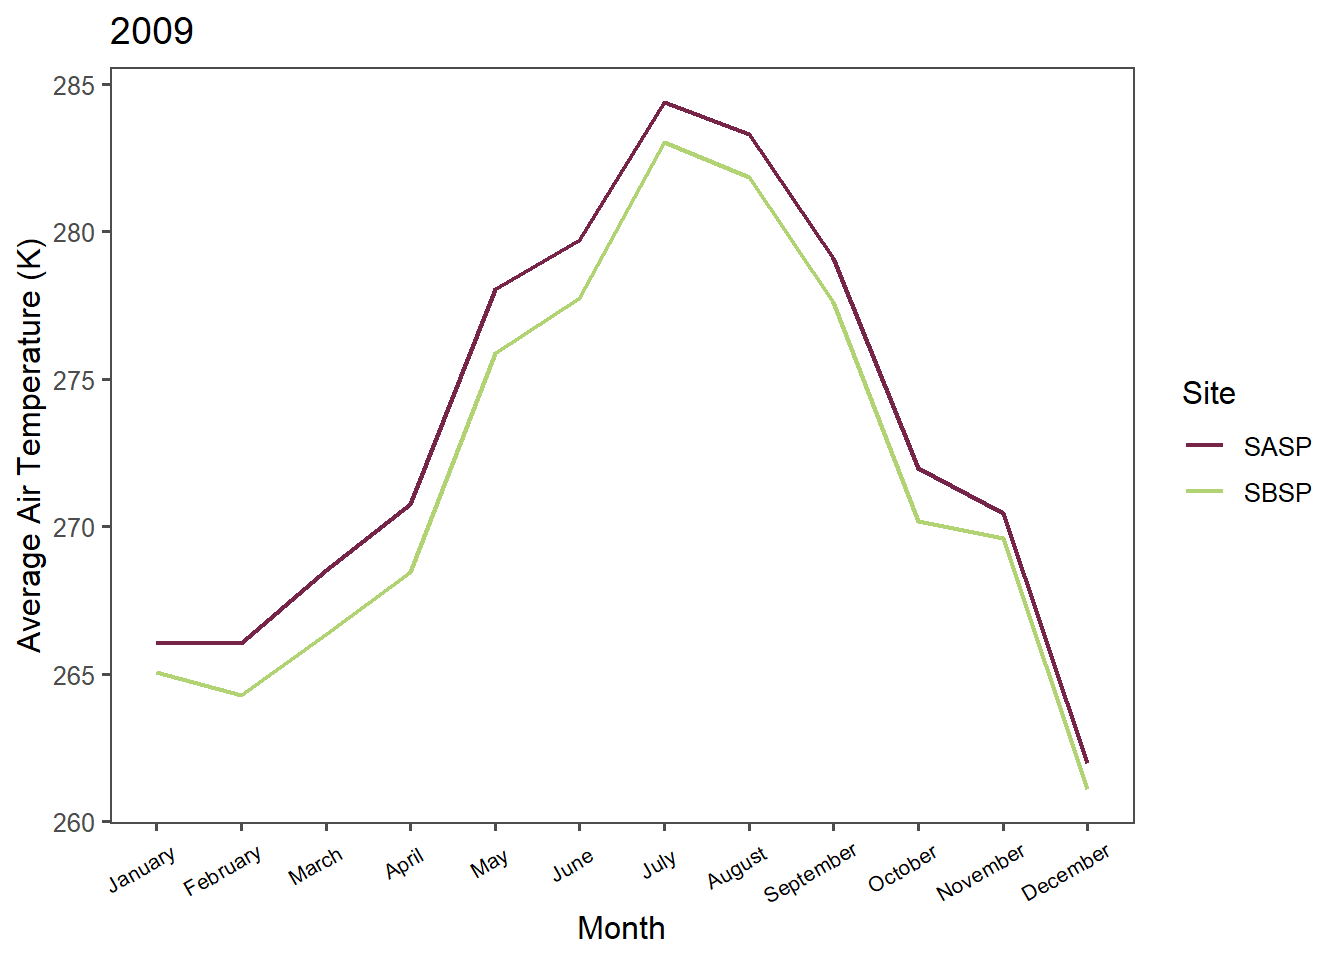 2009
285
280
275
270
265
260
Average Air Temperature (K)
January
February
March
April
May
June
July
August
September
October
November
December
Month
Site
SASP
SBSP